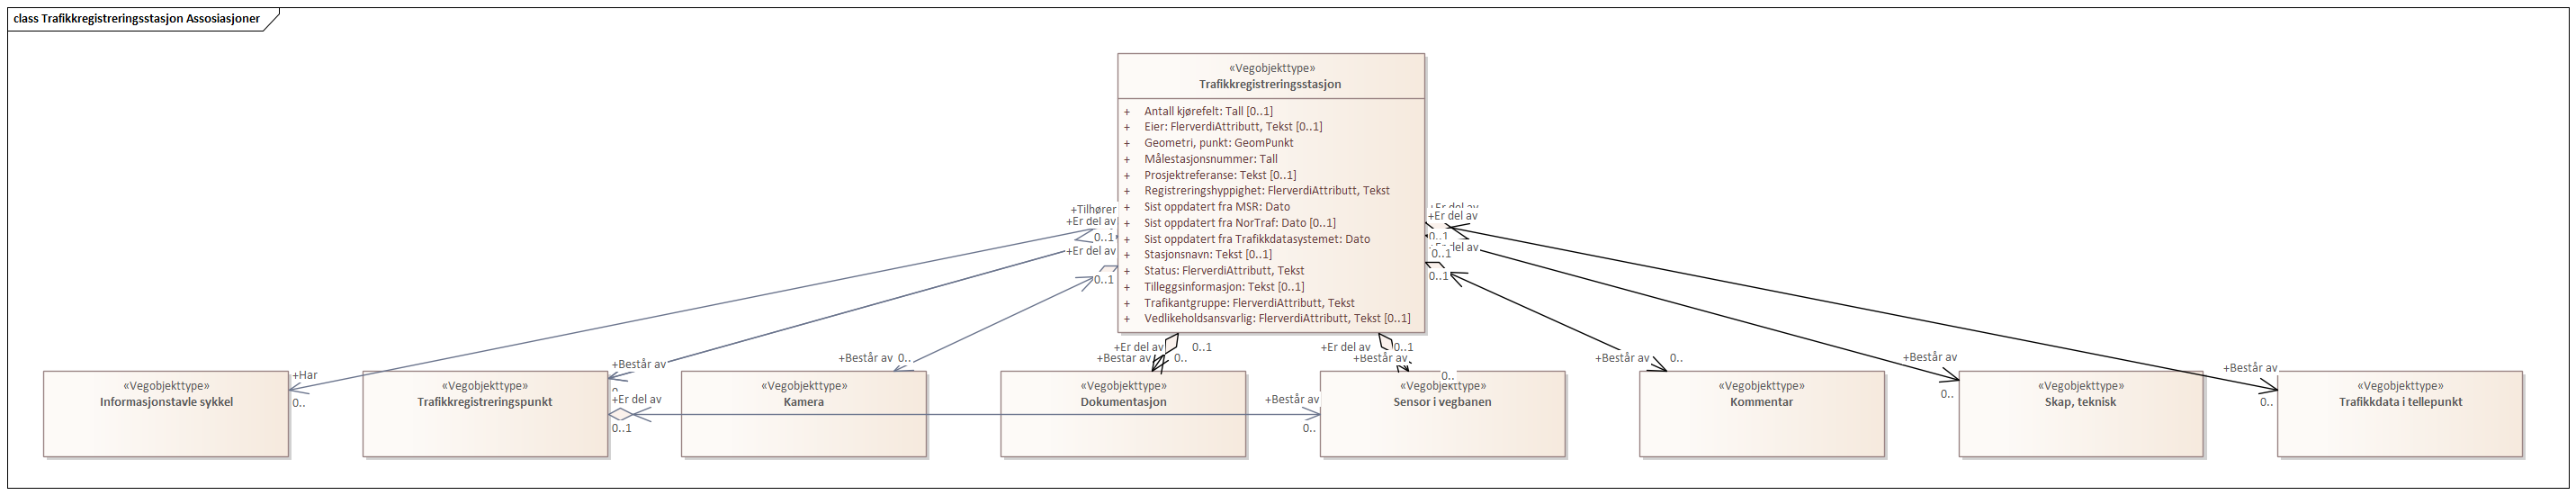 class Trafikkregistreringsstasjon Assosiasjoner
«Vegobjekttype»
Trafikkregistreringsstasjon
+ Antall kjørefelt: Tall [0..1]
+ Eier: FlerverdiAttributt, Tekst [0..1]
+ Geometri, punkt: GeomPunkt
+ Målestasjonsnummer: Tall
+ Prosjektreferanse: Tekst [0..1]
+ Registreringshyppighet: FlerverdiAttributt, Tekst
+ Sist oppdatert fra MSR: Dato
+ Sist oppdatert fra NorTraf: Dato [0..1]
+ Sist oppdatert fra Trafikkdatasystemet: Dato
+ Stasjonsnavn: Tekst [0..1]
+ Status: FlerverdiAttributt, Tekst
+ Tilleggsinformasjon: Tekst [0..1]
+ Trafikantgruppe: FlerverdiAttributt, Tekst
+ Vedlikeholdsansvarlig: FlerverdiAttributt, Tekst [0..1]
+Tilhører
+Er del av
0..1
+Er del av
0..1
+Er del av
+Er del av
0..1
+Er del av
0..1
0..1
+Er del av
0..1
+Består av
0..
+Er del av
0..1
+Består av
0..
+Har
0..
+Består av
+Består av
0..
+Består av
0..
+Består av
0..
+Består av
0..
+Er del av
0..1
+Består av
0..
«Vegobjekttype»
Informasjonstavle sykkel
«Vegobjekttype»
Trafikkregistreringspunkt
«Vegobjekttype»
Kamera
«Vegobjekttype»
Dokumentasjon
«Vegobjekttype»
Sensor i vegbanen
«Vegobjekttype»
Kommentar
«Vegobjekttype»
Skap, teknisk
«Vegobjekttype»
Trafikkdata i tellepunkt